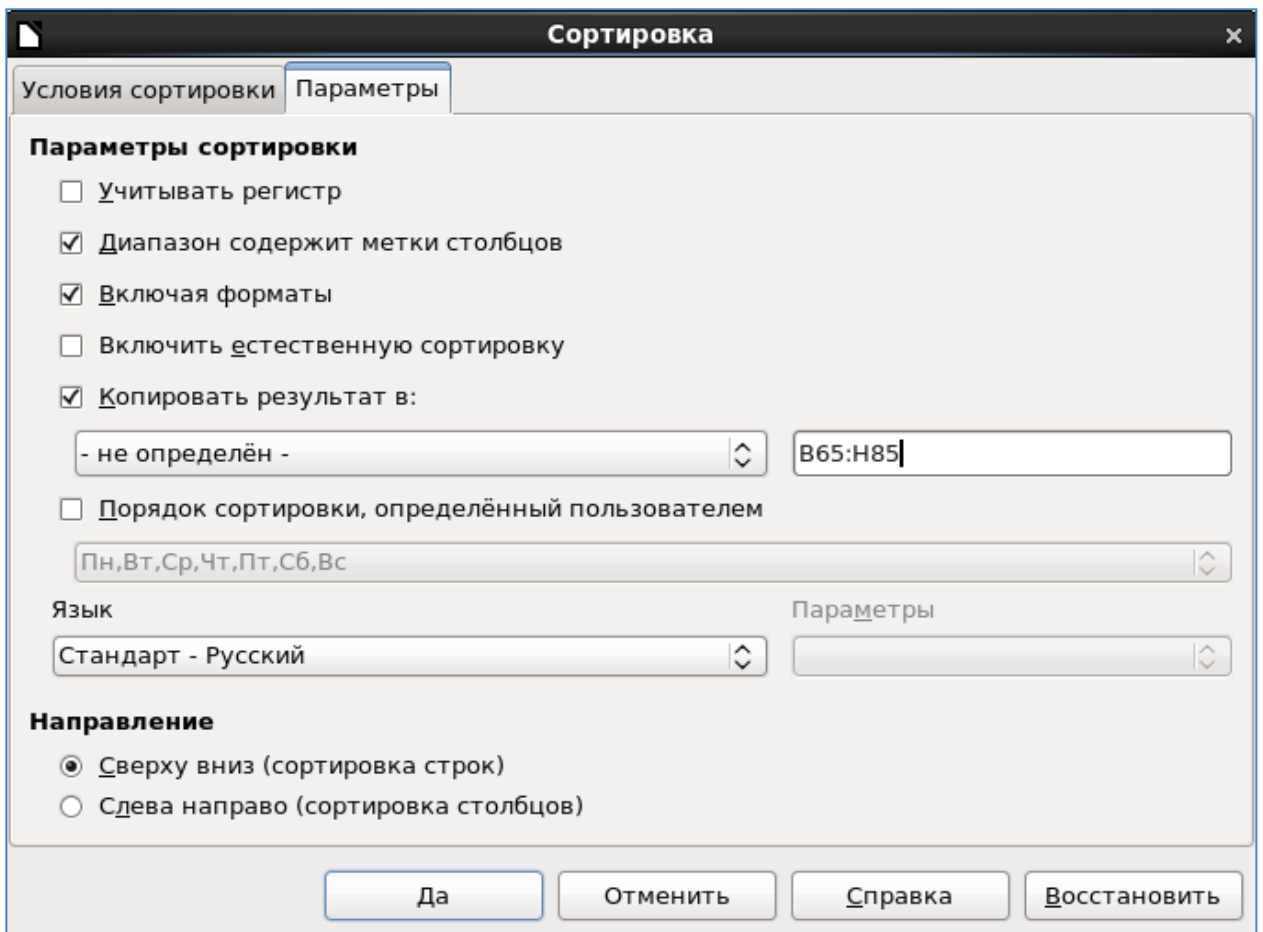 Сортировка
Условия сортировки Параметры
Параметры сортировки
Учитывать регистр
Диапазон содержит метки столбцов
Включая форматы
Включить естественную сортировку
Копировать результат в:
- не определён - B65:H85
Порядок сортировки, определённый пользователем
Пн,Вт,Ср,Чт,Пт,Сб,Вс
Язык Параметры
Стандарт - Русский
Направление
Сверху вниз (сортировка строк)
Слева направо (сортировка столбцов)
Да Отменить Справка Восстановить